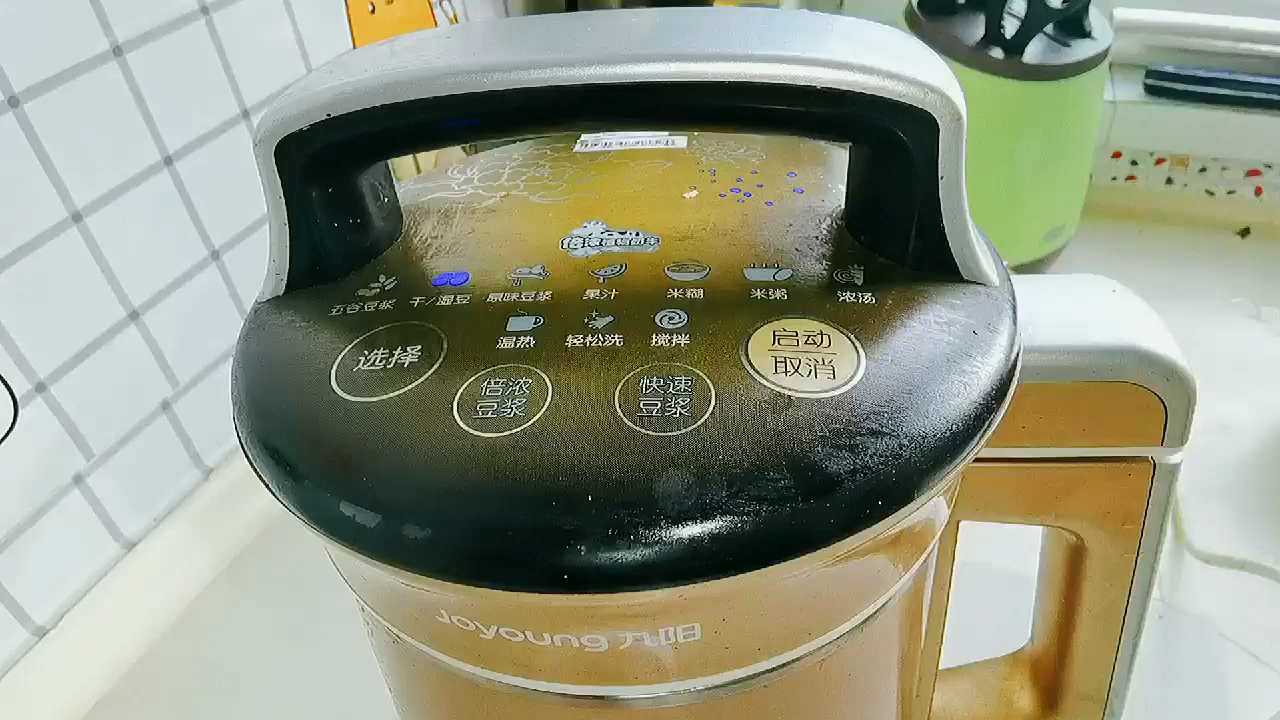 五谷豆浆 干/湿豆 原味豆浆 果汁 米糊 米粥 浓汤
温热 轻松洗 搅拌
选择
倍浓
豆浆
快速
豆浆
启动
取消
Joyoung 九阳